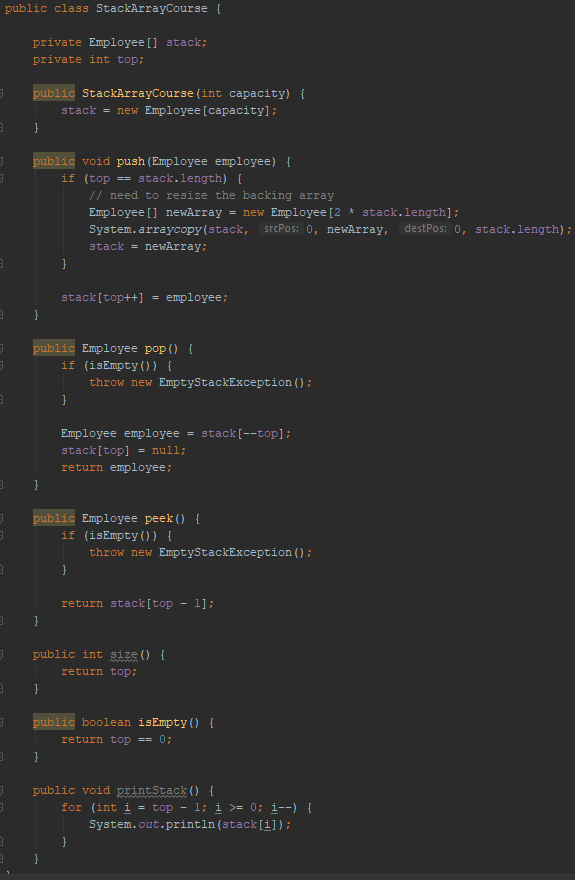 public class StackArrayCourse {
private Employee[] stack;
private int top;
public StackArrayCourse(int capacity) {
stack = new Employee[capacity];
}
public void push(Employee employee) {
if (top == stack.length) {
// need to resize the backing array
Employee[] newArray = new Employee[2 * stack.length];
System.arraycopy(stack, srcPos: 0, newArray, destPos: 0, stack.length);
stack = newArray;
}
stack[top++] = employee;
}
public Employee pop() {
if (isEmpty()) {
throw new EmptyStackException();
}
Employee employee = stack[--top];
stack[top] = null;
return employee;
}
public Employee peek() {
if (isEmpty()) {
throw new EmptyStackException();
}
return stack[top - 1];
}
public int size() {
return top;
}
public boolean isEmpty() {
return top == 0;
}
public void printStack() {
for (int i = top - 1; i >= 0; i--) {
System.out.println(stack[i]);
}
}
}